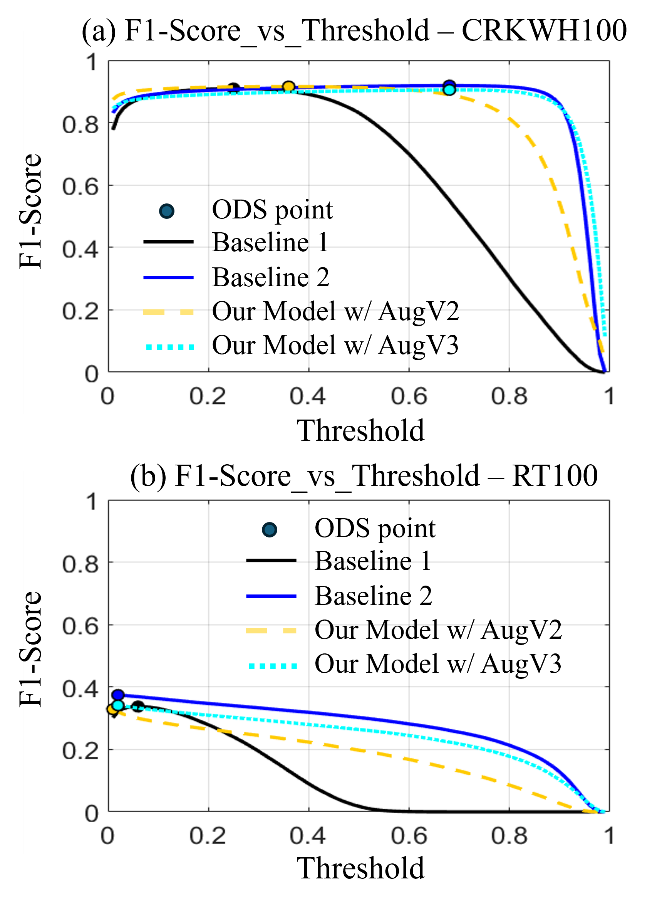 (a) F1-Score_vs_Threshold – CRKWH100
1
0.8
0.6
0.4
0.2
0
F1-Score
ODS point
Baseline 1
Baseline 2
Our Model w/ AugV2
Our Model w/ AugV3
0 0.2 0.4 0.6 0.8 1
Threshold
(b) F1-Score_vs_Threshold – RT100
1
0.8
0.6
0.4
0.2
0
F1-Score
ODS point
Baseline 1
Baseline 2
Our Model w/ AugV2
Our Model w/ AugV3
0 0.2 0.4 0.6 0.8 1
Threshold